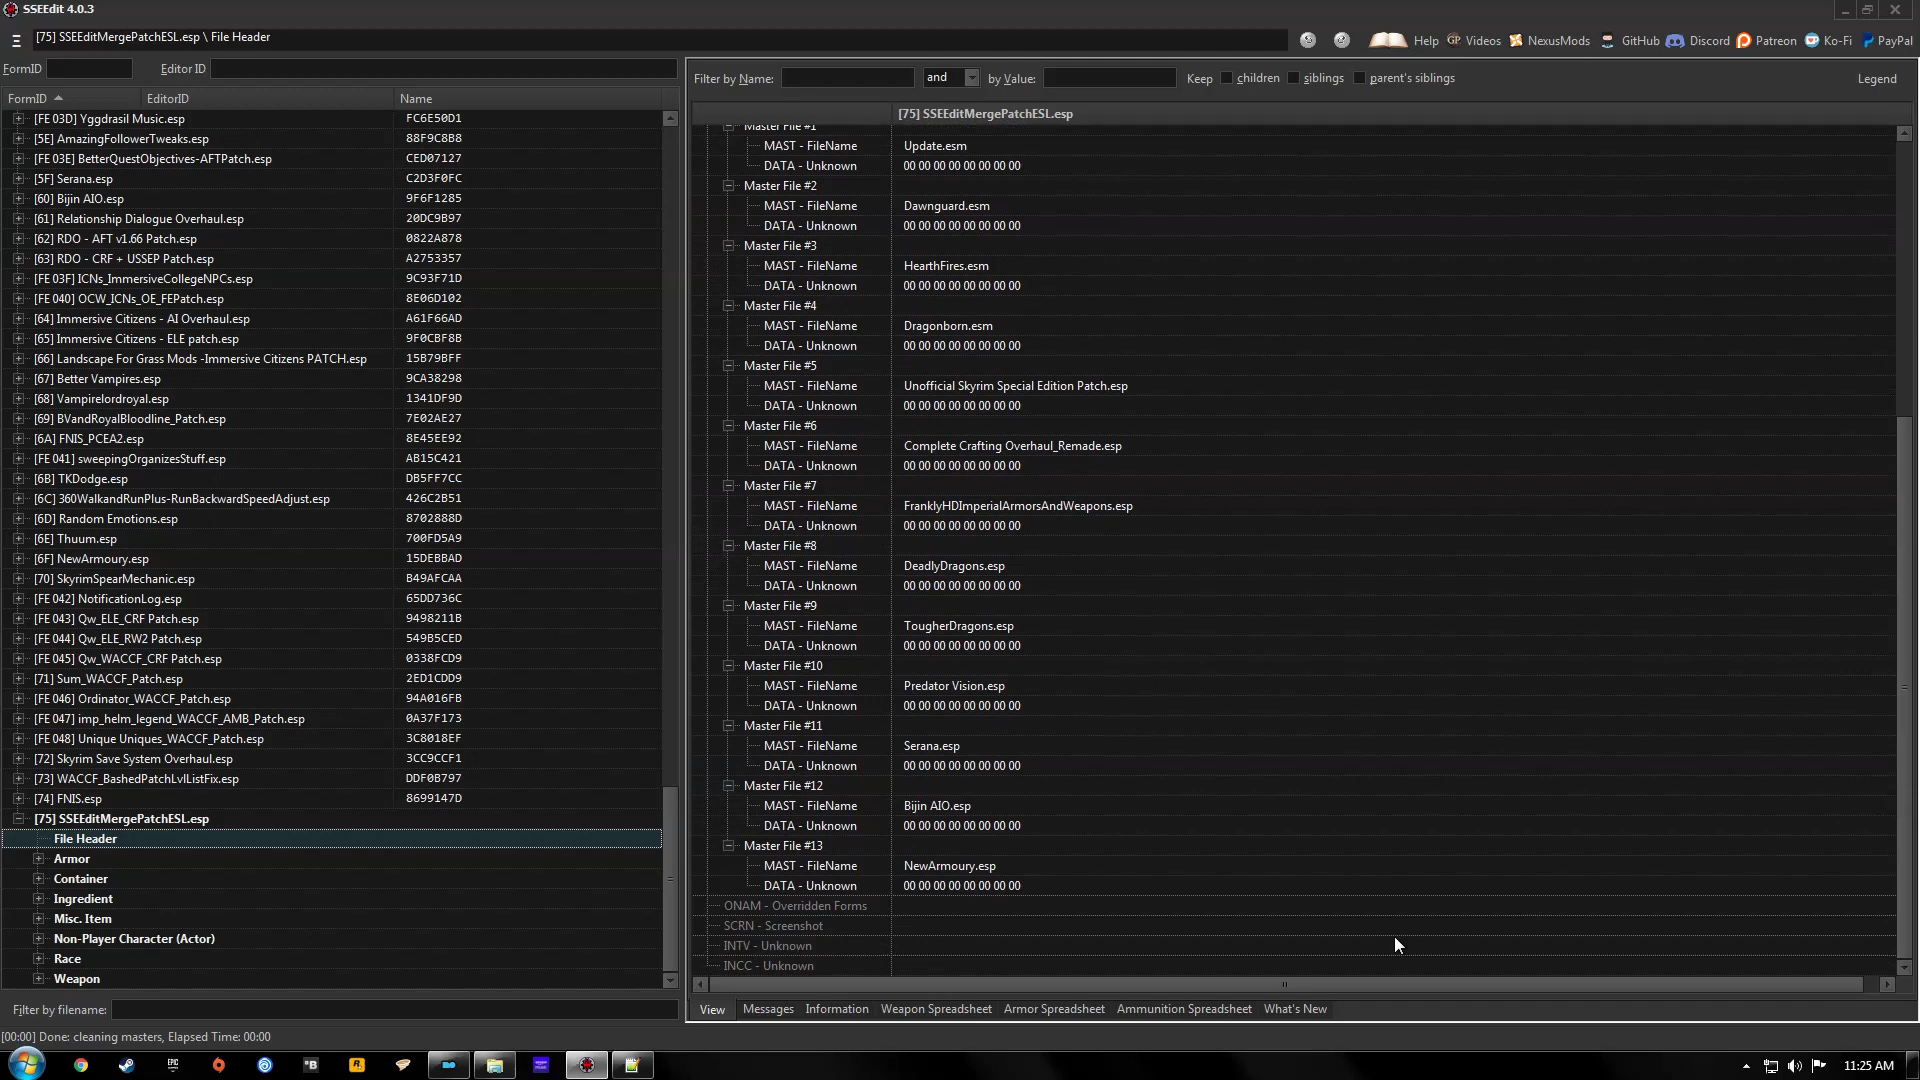 SSEEdit 4.0.3
[75] SSEEditMergePatchESL.esp \ File Header
Help GP Videos NexusMods GitHub Discord Patreon Ko-Fi PayPal
FormID Editor ID
FormID EditorID Name
[FE 03D] Yggdrasil Music.esp FC6E50D1
[5E] AmazingFollowerTweaks.esp 88F9C8B8
[FE 03E] BetterQuestObjectives-AFTPatch.esp CED07127
[5F] Serana.esp C2D3F0FC
[60] Bijin AIO.esp 9F6F1285
[61] Relationship Dialogue Overhaul.esp 20DC9B97
[62] RDO - AFT v1.66 Patch.esp 0822A878
[63] RDO - CRF + USSEP Patch.esp A2753357
[FE 03F] ICNs_ImmersiveCollegeNPCs.esp 9C93F71D
[FE 040] OCW_ICNs_OE_FEPatch.esp 8E06D102
[64] Immersive Citizens - AI Overhaul.esp A61F66AD
[65] Immersive Citizens - ELE patch.esp 9F0CBF8B
[66] Landscape For Grass Mods -Immersive Citizens PATCH.esp 15B79BFF
[67] Better Vampires.esp 9CA38298
[68] Vampirelordroyal.esp 1341DF9D
[69] BVandRoyalBloodline_Patch.esp 7E02AE27
[6A] FNIS_PCEA2.esp 8E45EE92
[FE 041] sweepingOrganizesStuff.esp AB15C421
[6B] TKDodge.esp DB5FF7CC
[6C] 360WalkandRunPlus-RunBackwardSpeedAdjust.esp 426C2B51
[6D] Random Emotions.esp 8702888D
[6E] Thuum.esp 700FD5A9
[6F] NewArmoury.esp 15DEBBAD
[70] SkyrimSpearMechanic.esp B49AFCAA
[FE 042] NotificationLog.esp 65DD736C
[FE 043] Qw_ELE_CRF Patch.esp 9498211B
[FE 044] Qw_ELE_RW2 Patch.esp 549B5CED
[FE 045] Qw_WACCF_CRF Patch.esp 0338FCD9
[71] Sum_WACCF_Patch.esp 2ED1CDD9
[FE 046] Ordinator_WACCF_Patch.esp 94A016FB
[FE 047] imp_helm_legend_WACCF_AMB_Patch.esp 0A37F173
[FE 048] Unique Uniques_WACCF_Patch.esp 3C8018EF
[72] Skyrim Save System Overhaul.esp 3CC9CCF1
[73] WACCF_BashedPatchLvlListFix.esp DDF0B797
[74] FNIS.esp 8699147D
[75] SSEEditMergePatchESL.esp
File Header
Armor
Container
Ingredient
Misc. Item
Non-Player Character (Actor)
Race
Weapon
Filter by filename:
[00:00] Done: cleaning masters, Elapsed Time: 00:00
Filter by Name: and by Value: Keep children siblings parent's siblings Legend
[75] SSEEditMergePatchESL.esp
Master File #1
MAST - FileName Update.esm
DATA - Unknown 00 00 00 00 00 00 00 00
Master File #2
MAST - FileName Dawnguard.esm
DATA - Unknown 00 00 00 00 00 00 00 00
Master File #3
MAST - FileName HearthFires.esm
DATA - Unknown 00 00 00 00 00 00 00 00
Master File #4
MAST - FileName Dragonborn.esm
DATA - Unknown 00 00 00 00 00 00 00 00
Master File #5
MAST - FileName Unofficial Skyrim Special Edition Patch.esp
DATA - Unknown 00 00 00 00 00 00 00 00
Master File #6
MAST - FileName Complete Crafting Overhaul_Remade.esp
DATA - Unknown 00 00 00 00 00 00 00 00
Master File #7
MAST - FileName FranklyHDImperialArmorsAndWeapons.esp
DATA - Unknown 00 00 00 00 00 00 00 00
Master File #8
MAST - FileName DeadlyDragons.esp
DATA - Unknown 00 00 00 00 00 00 00 00
Master File #9
MAST - FileName TougherDragons.esp
DATA - Unknown 00 00 00 00 00 00 00 00
Master File #10
MAST - FileName Predator Vision.esp
DATA - Unknown 00 00 00 00 00 00 00 00
Master File #11
MAST - FileName Serana.esp
DATA - Unknown 00 00 00 00 00 00 00 00
Master File #12
MAST - FileName Bijin AIO.esp
DATA - Unknown 00 00 00 00 00 00 00 00
Master File #13
MAST - FileName NewArmoury.esp
DATA - Unknown 00 00 00 00 00 00 00 00
ONAM - Overridden Forms
SCRN - Screenshot
INTV - Unknown
INCC - Unknown
View Messages Information Weapon Spreadsheet Armor Spreadsheet Ammunition Spreadsheet What's New
11:25 AM